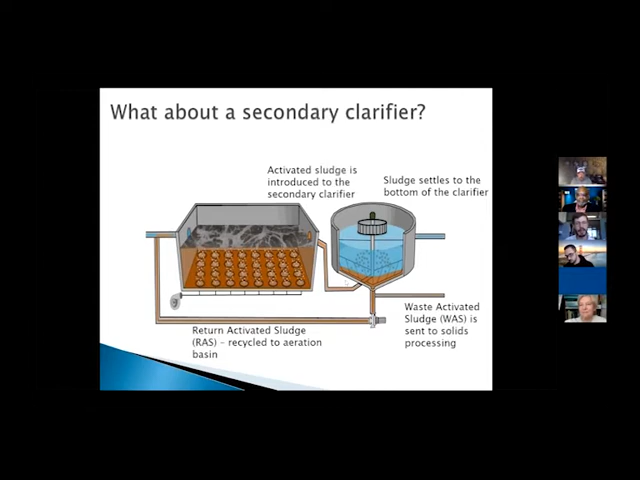 What about a secondary clarifier?
Activated sludge is
introduced to the
secondary clarifier
Sludge settles to the
bottom of the clarifier
Return Activated Sludge
(RAS) – recycled to aeration
basin
Waste Activated
Sludge (WAS) is
sent to solids
processing